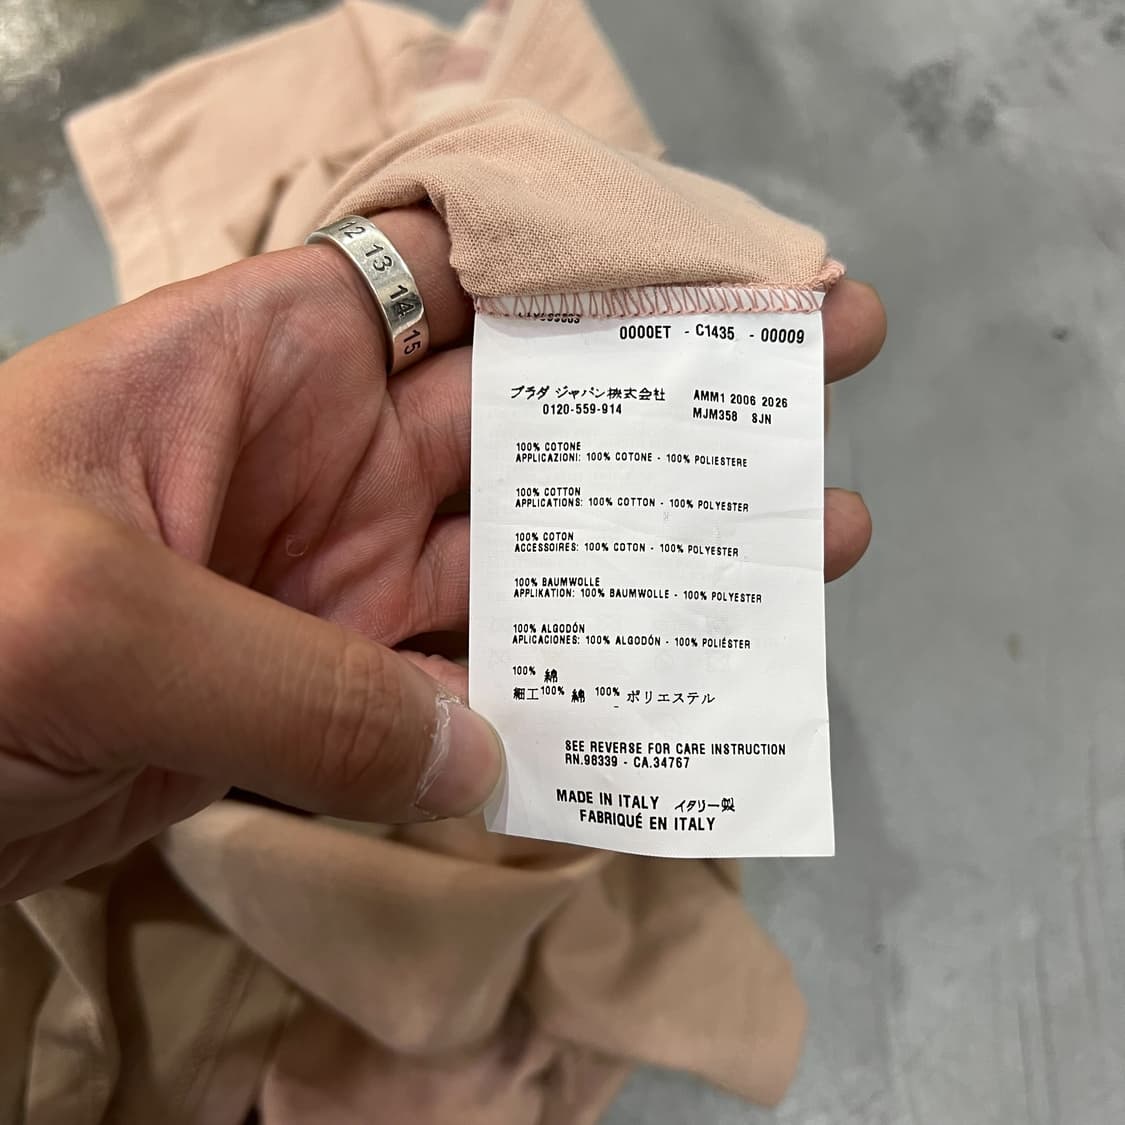 12 13 14 15
0000ET - C1435 - 00009
プラダ ジャパン株式会社
0120-559-914
AMM1 2006 2026
MJM358 SJN
100% COTONE
APPLICAZIONI: 100% COTONE - 100% POLIESTERE
100% COTTON
APPLICATIONS: 100% COTTON - 100% POLYESTER
100% COTON
ACCESSOIRES: 100% COTON - 100% POLYESTER
100% BAUMWOLLE
APPLIKATION: 100% BAUMWOLLE - 100% POLYESTER
100% ALGODÓN
APLICACIONES: 100% ALGODÓN - 100% POLIÉSTER
100% 綿
細工100% 綿 - 100% ポリエステル
SEE REVERSE FOR CARE INSTRUCTION
RN.98339 - CA.34767
MADE IN ITALY イタリー製
FABRIQUÉ EN ITALY